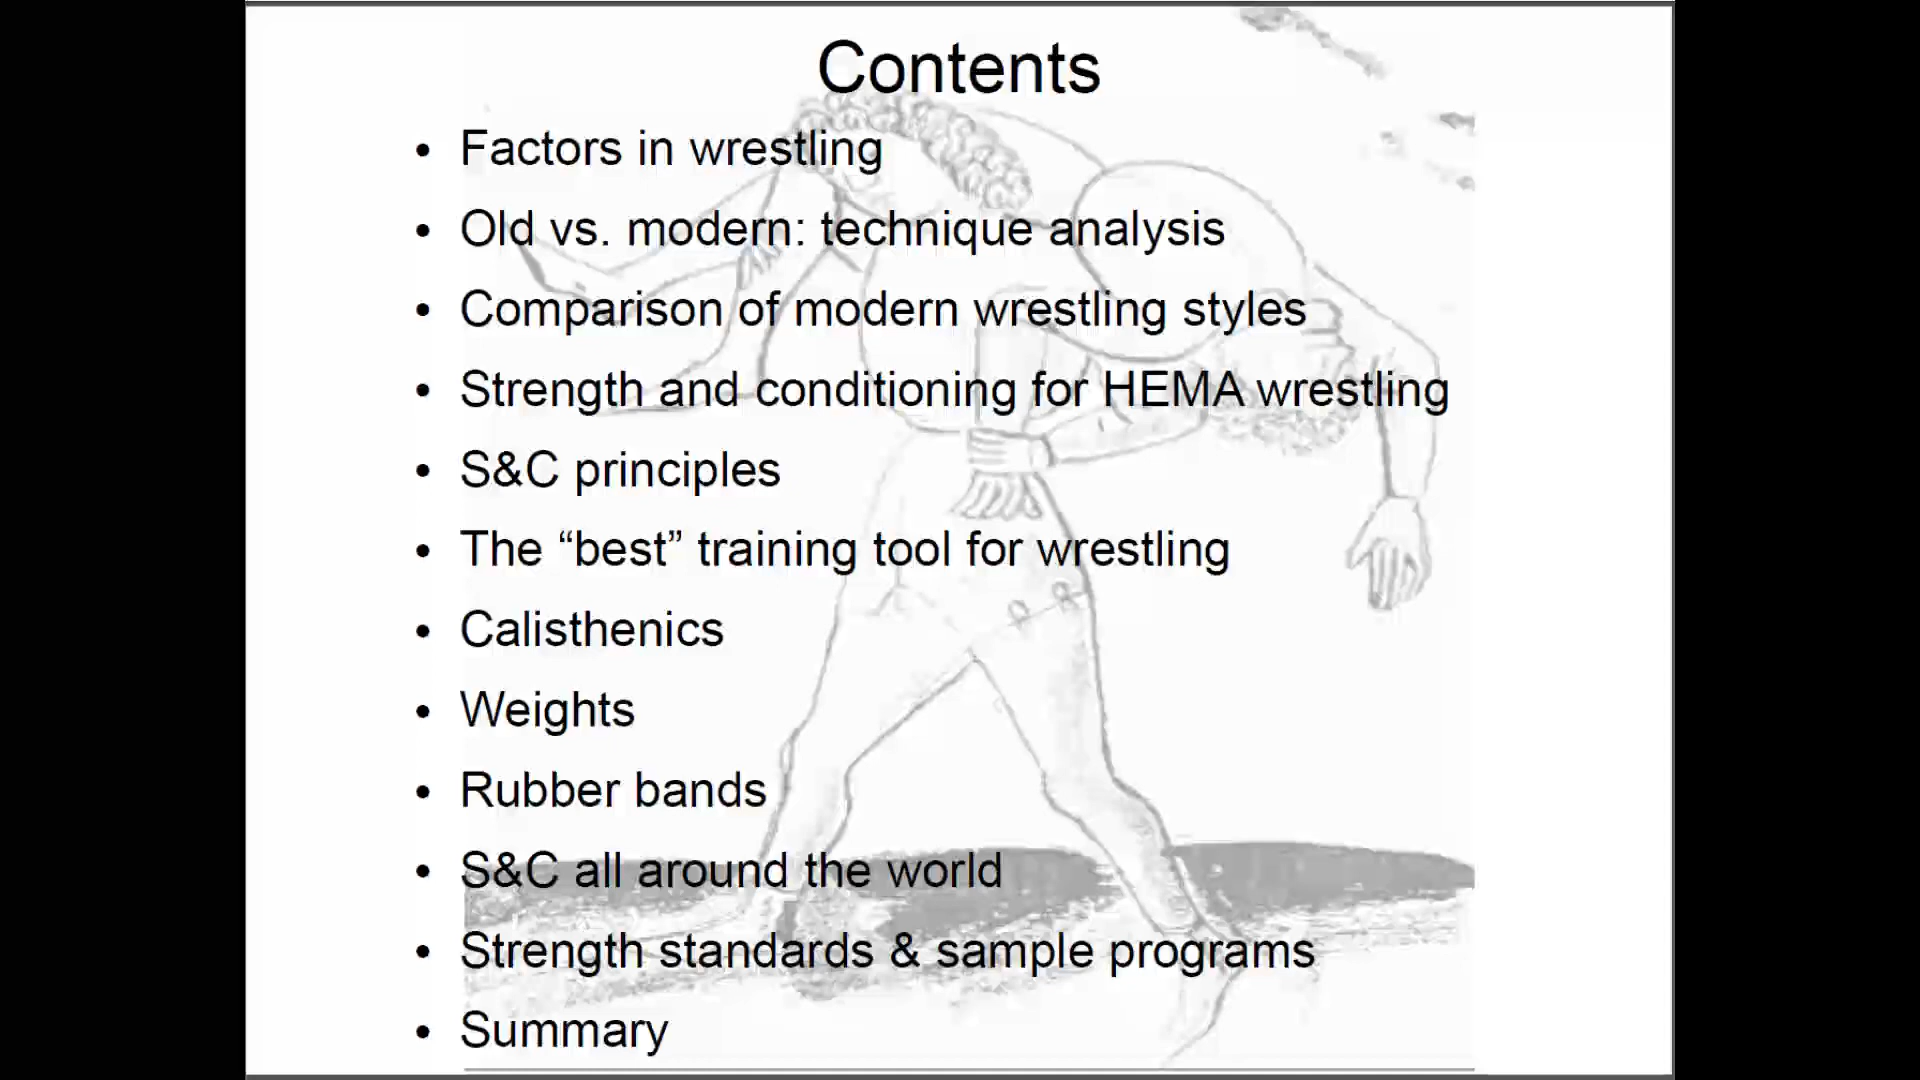 Contents
• Factors in wrestling
• Old vs. modern: technique analysis
• Comparison of modern wrestling styles
• Strength and conditioning for HEMA wrestling
• S&C principles
• The “best” training tool for wrestling
• Calisthenics
• Weights
• Rubber bands
• S&C all around the world
• Strength standards & sample programs
• Summary